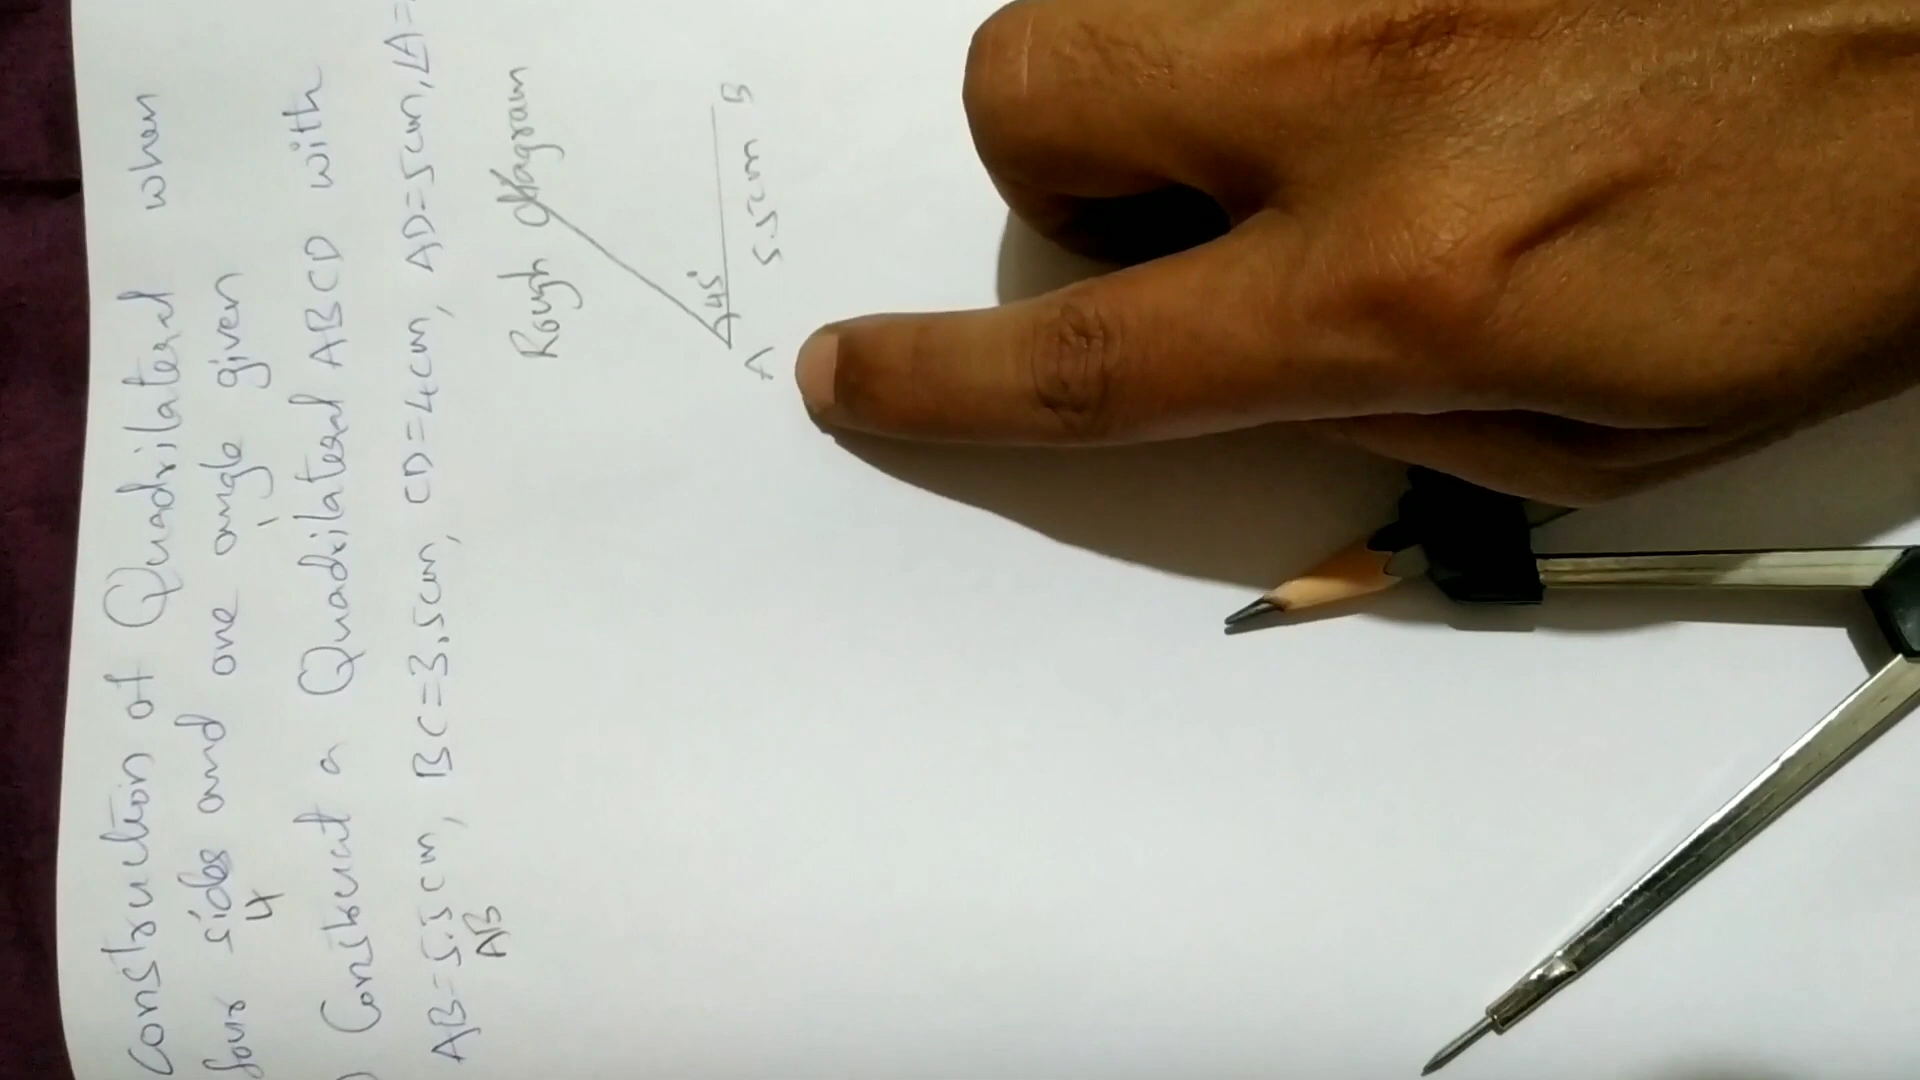 Construction of Quadrilateral when
four sides and one angle given
4
) Construct a Quadrilateral ABCD with
AB=5.5cm, BC=3.5cm, CD=4cm, AD=5cm, ∠A=
AB
Rough diagram
45°
A 5.5cm B